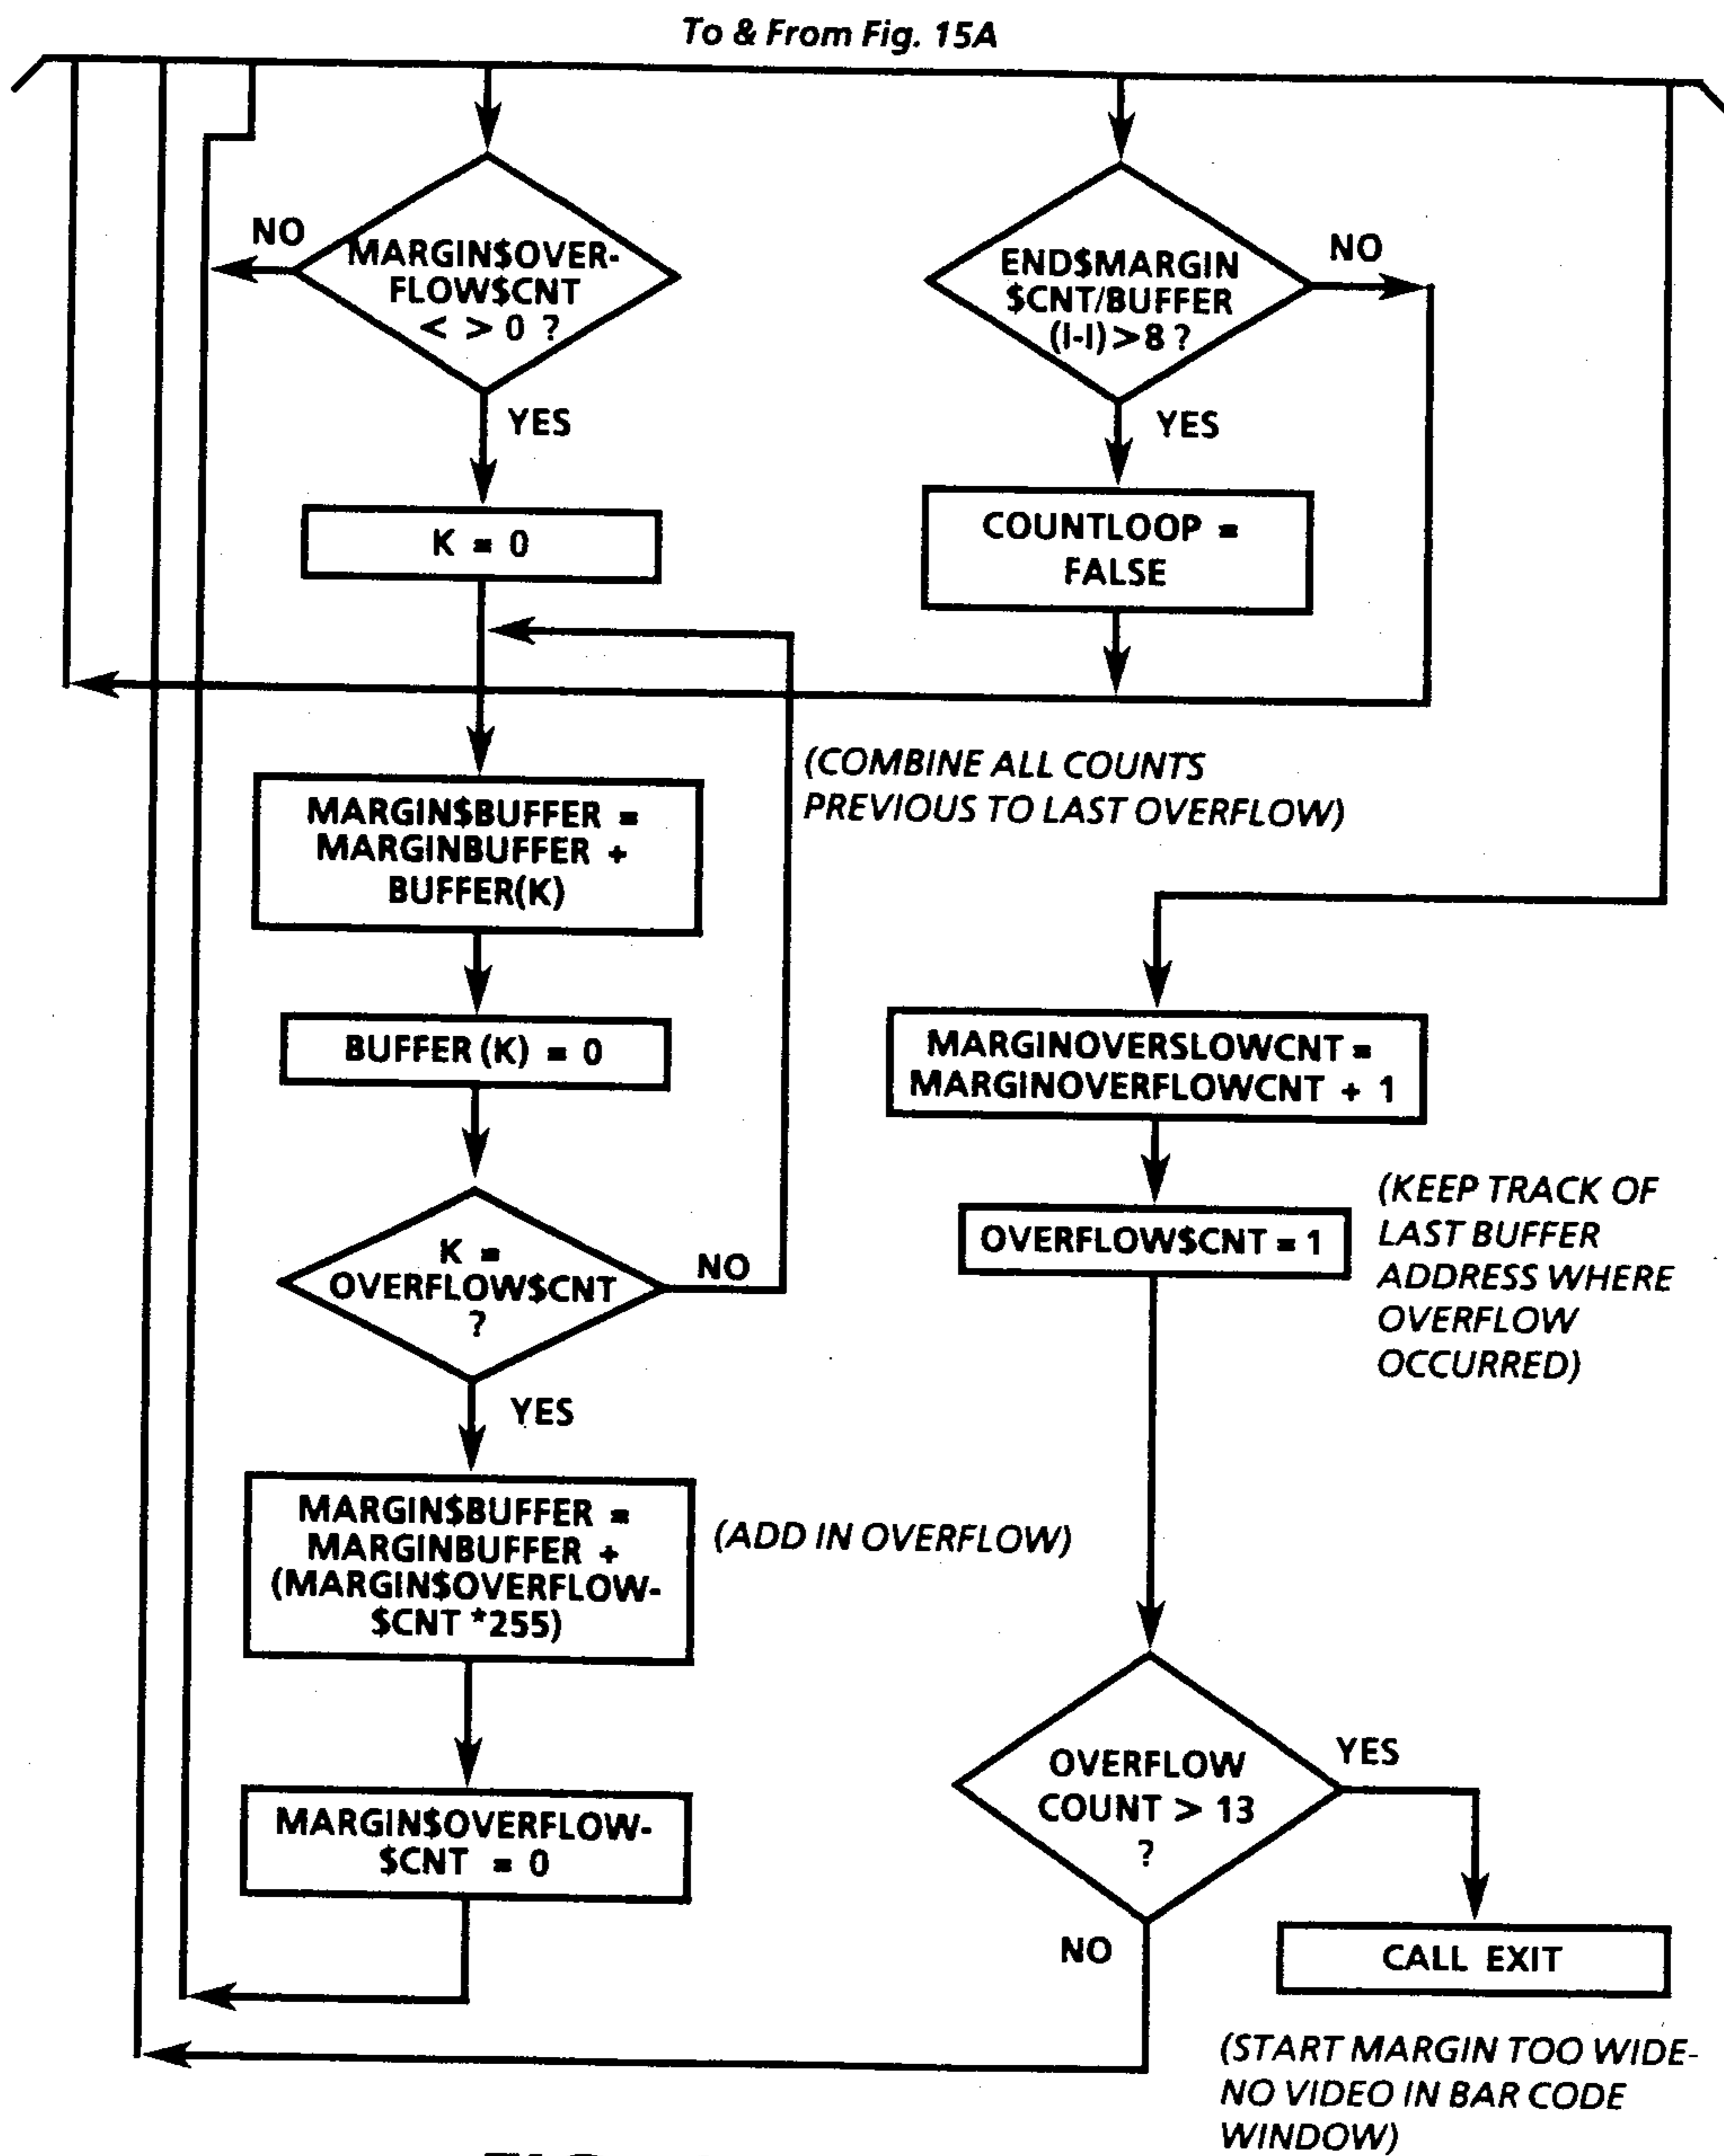 To & From Fig. 15A
NO
MARGIN$OVER-
FLOW$CNT
< > 0 ?
YES
K = 0
END$MARGIN
$CNT/BUFFER
(I-I) > 8 ?
NO
YES
COUNTLOOP =
FALSE
(COMBINE ALL COUNTS
PREVIOUS TO LAST OVERFLOW)
MARGIN$BUFFER =
MARGINBUFFER +
BUFFER(K)
BUFFER (K) = 0
K =
OVERFLOW$CNT
?
NO
YES
MARGIN$BUFFER =
MARGINBUFFER +
(MARGIN$OVERFLOW-
$CNT *255)
(ADD IN OVERFLOW)
MARGIN$OVERFLOW-
$CNT = 0
MARGINOVERSLOWCNT =
MARGINOVERFLOWCNT + 1
OVERFLOW$CNT = 1
(KEEP TRACK OF
LAST BUFFER
ADDRESS WHERE
OVERFLOW
OCCURRED)
OVERFLOW
COUNT > 13
?
YES
NO
CALL EXIT
(START MARGIN TOO WIDE-
NO VIDEO IN BAR CODE
WINDOW)